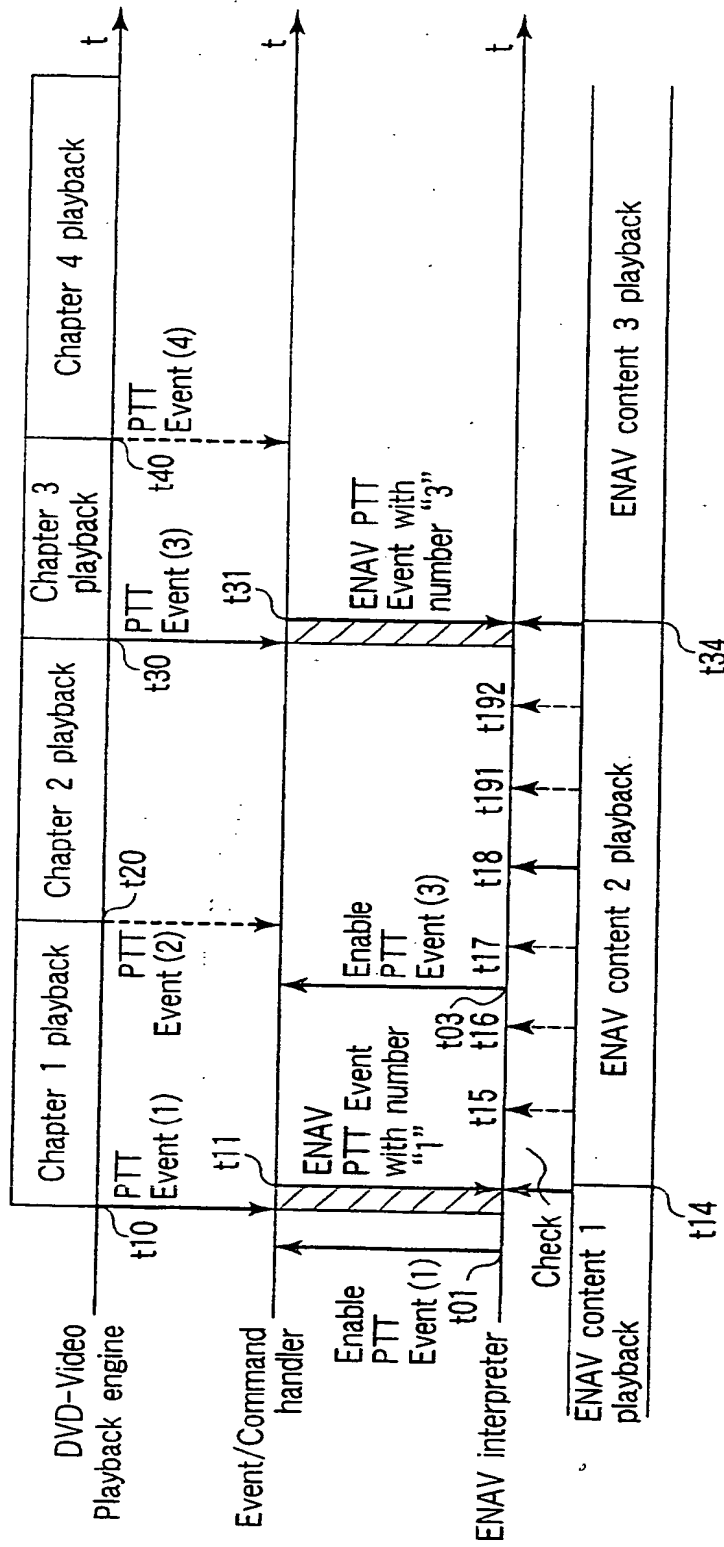 Chapter 1 playback
Chapter 2 playback
Chapter 3
playback
Chapter 4 playback
DVD-Video
Playback engine
t
t10
PTT
Event (1)
t20
PTT
Event (2)
t30
PTT
Event (3)
t40
PTT
Event (4)
Event/Command
handler
t
Enable
PTT
Event (1)
t01
t11
ENAV
PTT Event
with number
"1"
Enable
PTT
Event (3)
t03
t31
ENAV PTT
Event with
number "3"
ENAV interpreter
t
Check
t15
t16
t17
t18
t191
t192
ENAV content 1
playback
t14
ENAV content 2 playback
t34
ENAV content 3 playback